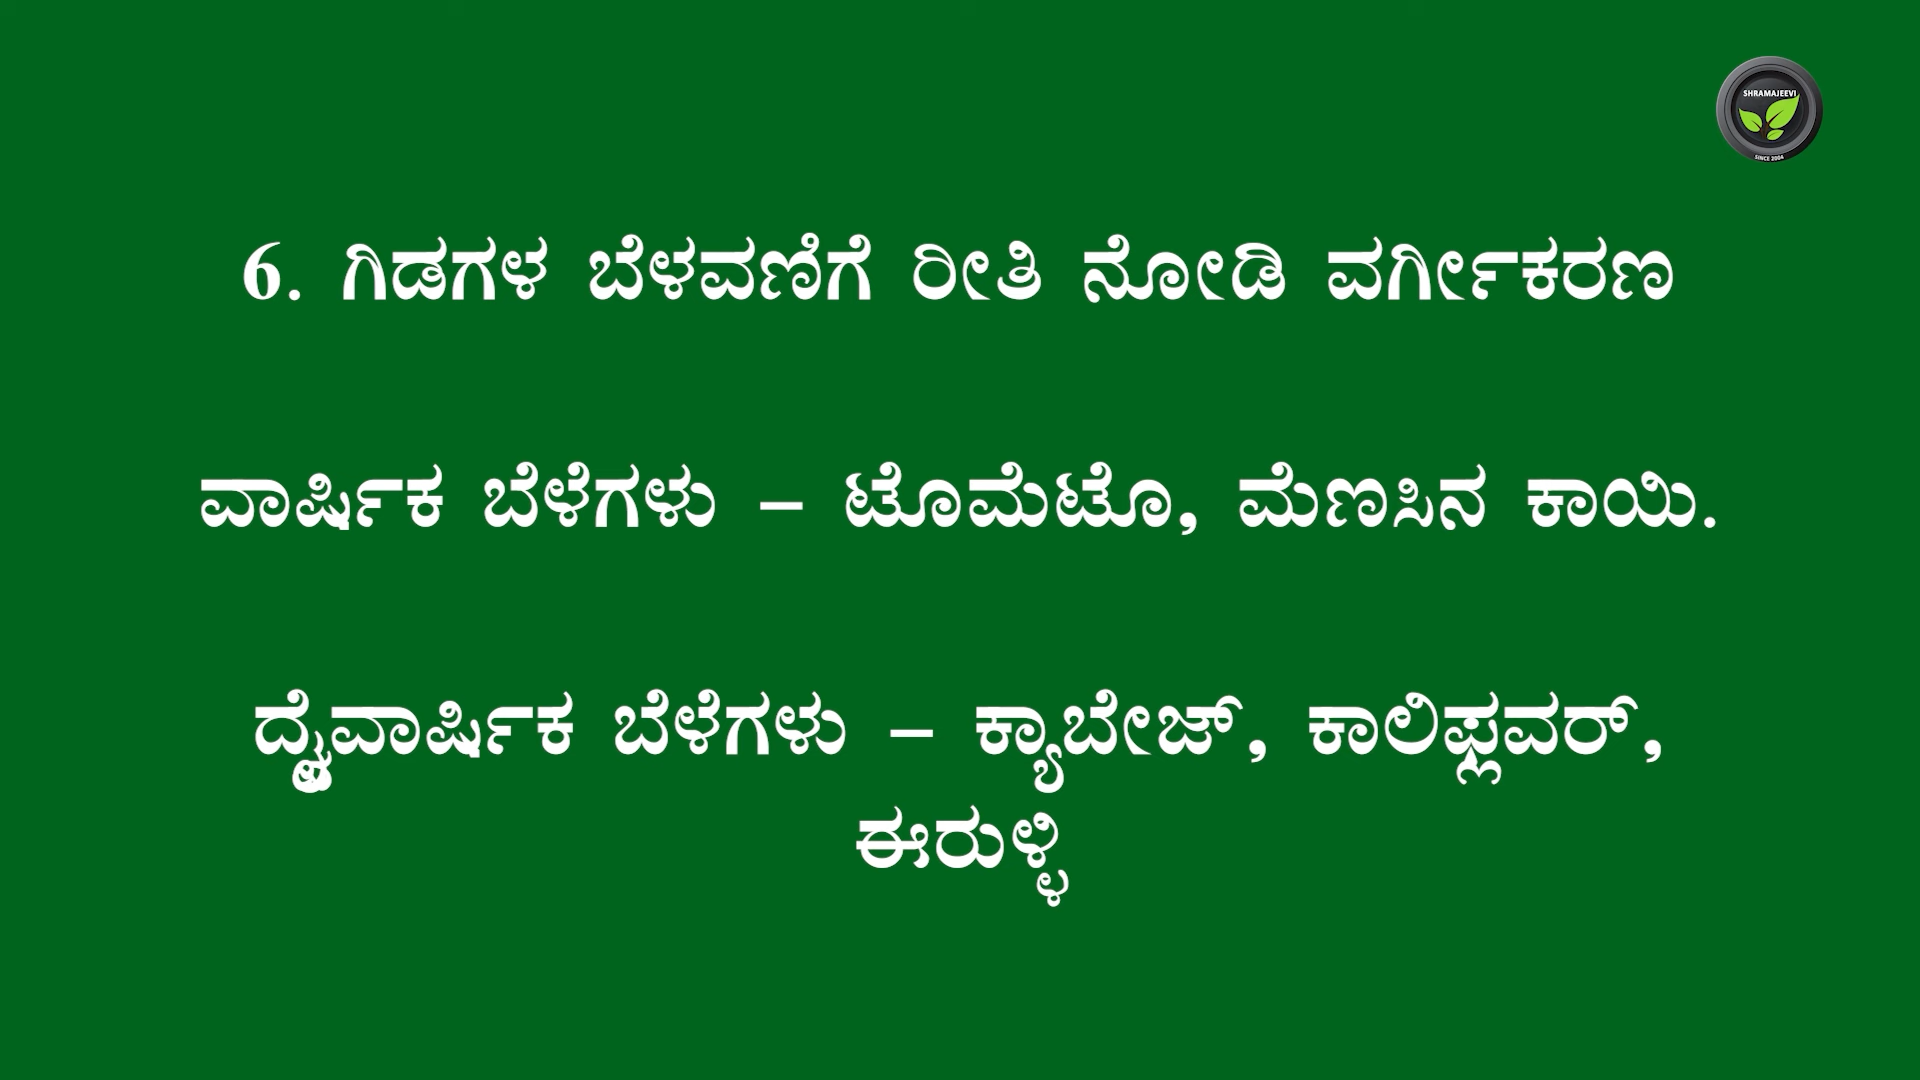 SHRAMAJEEVI
SINCE 2004
6. ಗಿಡಗಳ ಬೆಳವಣಿಗೆ ರೀತಿ ನೋಡಿ ವರ್ಗೀಕರಣ
ವಾರ್ಷಿಕ ಬೆಳೆಗಳು – ಟೊಮೆಟೊ, ಮೆಣಸಿನ ಕಾಯಿ.
ದ್ವೈವಾರ್ಷಿಕ ಬೆಳೆಗಳು – ಕ್ಯಾಬೇಜ್, ಕಾಲಿಫ್ಲವರ್,
ಈರುಳ್ಳಿ